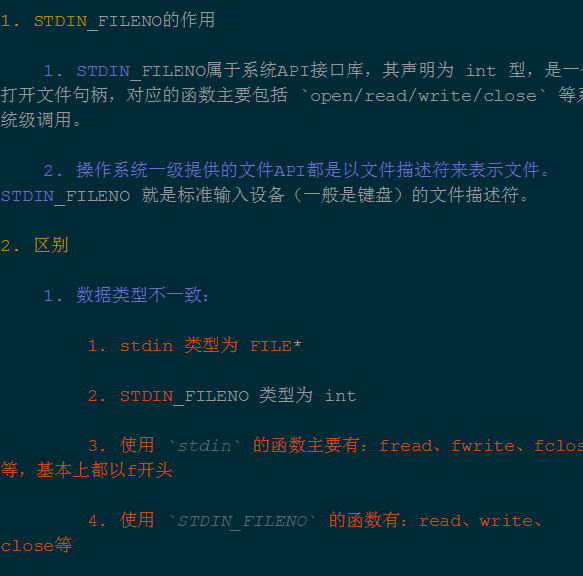 1. STDIN_FILENO的作用
1. STDIN_FILENO属于系统API接口库，其声明为 int 型，是一
打开文件句柄，对应的函数主要包括 `open/read/write/close` 等系
统级调用。
2. 操作系统一级提供的文件API都是以文件描述符来表示文件。
STDIN_FILENO 就是标准输入设备（一般是键盘）的文件描述符。
2. 区别
1. 数据类型不一致：
1. stdin 类型为 FILE*
2. STDIN_FILENO 类型为 int
3. 使用 `stdin` 的函数主要有：fread、fwrite、fclos
等，基本上都以f开头
4. 使用 `STDIN_FILENO` 的函数有：read、write、
close等